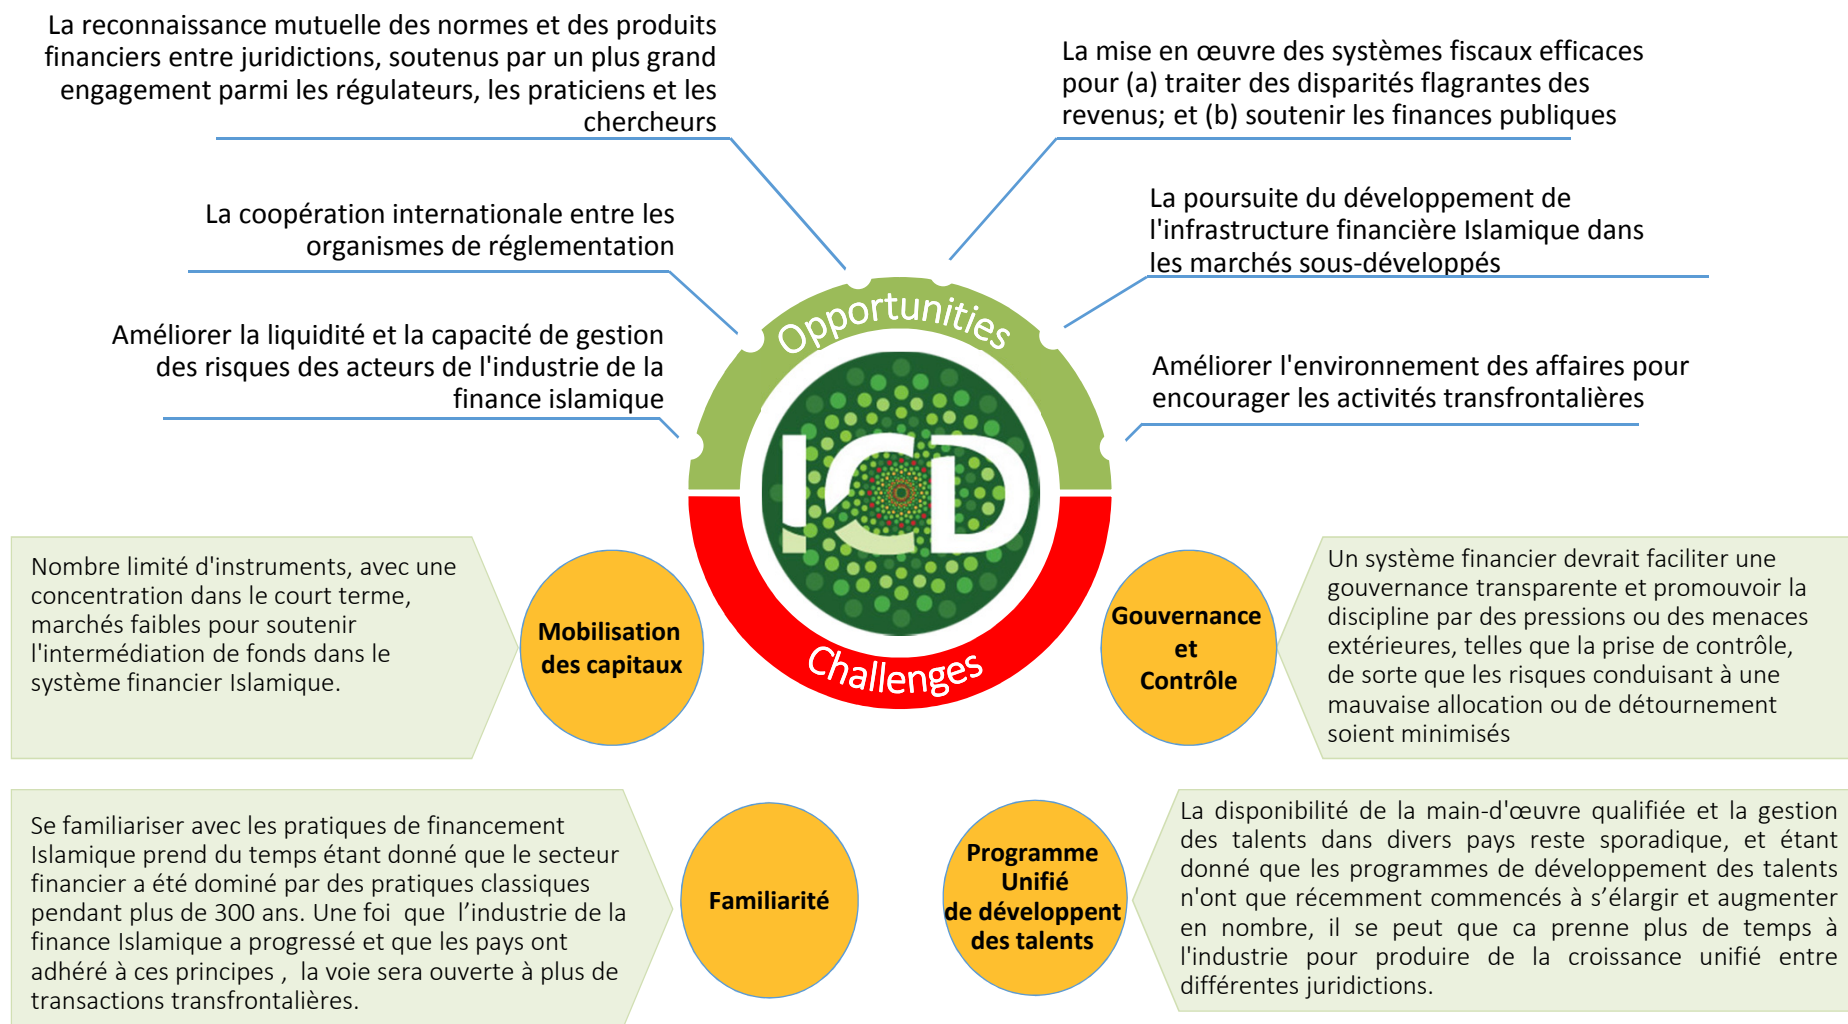 La reconnaissance mutuelle des normes et des produits
financiers entre juridictions, soutenus par un plus grand
engagement parmi les régulateurs, les praticiens et les
chercheurs
La mise en œuvre des systèmes fiscaux efficaces
pour (a) traiter des disparités flagrantes des
revenus; et (b) soutenir les finances publiques
La coopération internationale entre les
organismes de réglementation
La poursuite du développement de
l'infrastructure financière Islamique dans
les marchés sous-développés
Améliorer la liquidité et la capacité de gestion
des risques des acteurs de l'industrie de la
finance islamique
Améliorer l'environnement des affaires pour
encourager les activités transfrontalières
Opportunities
ICD
Challenges
Nombre limité d'instruments, avec une
concentration dans le court terme,
marchés faibles pour soutenir
l'intermédiation de fonds dans le
système financier Islamique.
Mobilisation
des capitaux
Gouvernance
et
Contrôle
Un système financier devrait faciliter une
gouvernance transparente et promouvoir la
discipline par des pressions ou des menaces
extérieures, telles que la prise de contrôle,
de sorte que les risques conduisant à une
mauvaise allocation ou de détournement
soient minimisés
Se familiariser avec les pratiques de financement
Islamique prend du temps étant donné que le secteur
financier a été dominé par des pratiques classiques
pendant plus de 300 ans. Une foi  que  l’industrie de la
finance Islamique a progressé et que les pays ont
adhéré à ces principes ,  la voie sera ouverte à plus de
transactions transfrontalières.
Familiarité
Programme
Unifié
de développent
des talents
La disponibilité de la main-d'œuvre qualifiée et la gestion
des talents dans divers pays reste sporadique, et étant
donné que les programmes de développement des talents
n'ont que récemment commencés à s’élargir et augmenter
en nombre, il se peut que ca prenne plus de temps à
l'industrie pour produire de la croissance unifié entre
différentes juridictions.